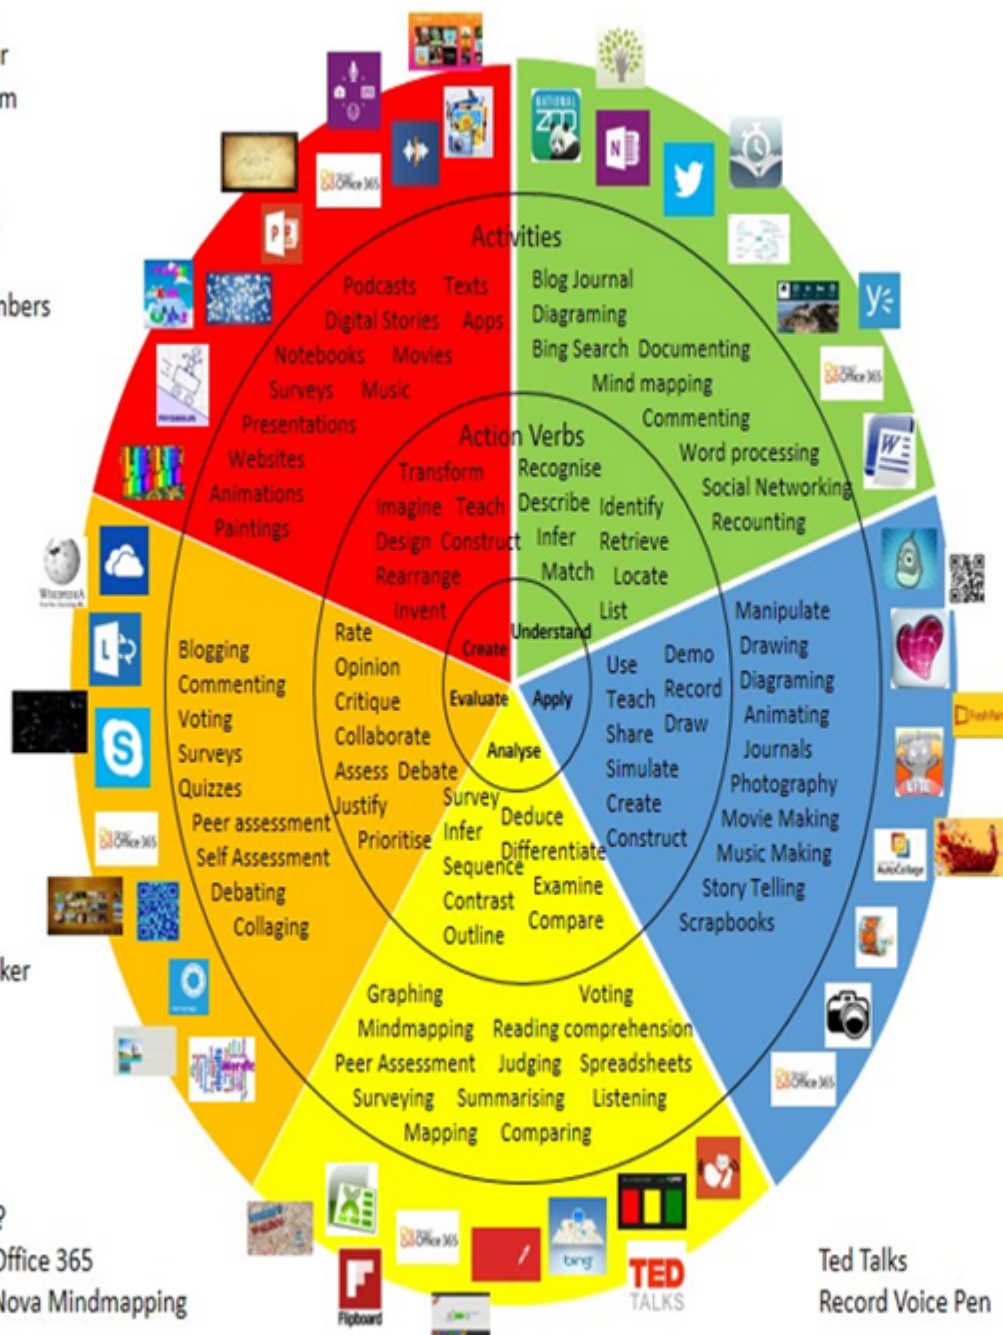 r
m
nbers
ker
?
Office 365
Nova Mindmapping
Ted Talks
Record Voice Pen
Activities
Podcasts Texts
Digital Stories Apps
Notebooks Movies
Surveys Music
Presentations
Websites
Animations
Paintings
Blog Journal
Diagraming
Bing Search Documenting
Mind mapping
Commenting
Word processing
Social Networking
Recounting
Action Verbs
Transform
Imagine Teach
Design Construct
Rearrange
Invent
Create
Recognise
Describe Identify
Infer Retrieve
Match Locate
List
Understand
Rate
Opinion
Critique
Collaborate
Assess Debate
Justify
Prioritise
Evaluate
Blogging
Commenting
Voting
Surveys
Quizzes
Peer assessment
Self Assessment
Debating
Collaging
Apply
Use Demo
Teach Record
Share Draw
Simulate
Create
Construct
Manipulate
Drawing
Diagraming
Animating
Journals
Photography
Movie Making
Music Making
Story Telling
Scrapbooks
Analyse
Survey Deduce
Infer Differentiate
Sequence Examine
Contrast Compare
Outline
Graphing Voting
Mindmapping Reading comprehension
Peer Assessment Judging Spreadsheets
Surveying Summarising Listening
Mapping Comparing
NATIONAL
ZOO
N
P
Office 365
Office 365
W
WIKIPEDIA
L
S
Office 365
Wordle
X
Office 365
Flipboard
bing
TED
TALKS
AutoCollage
Office 365